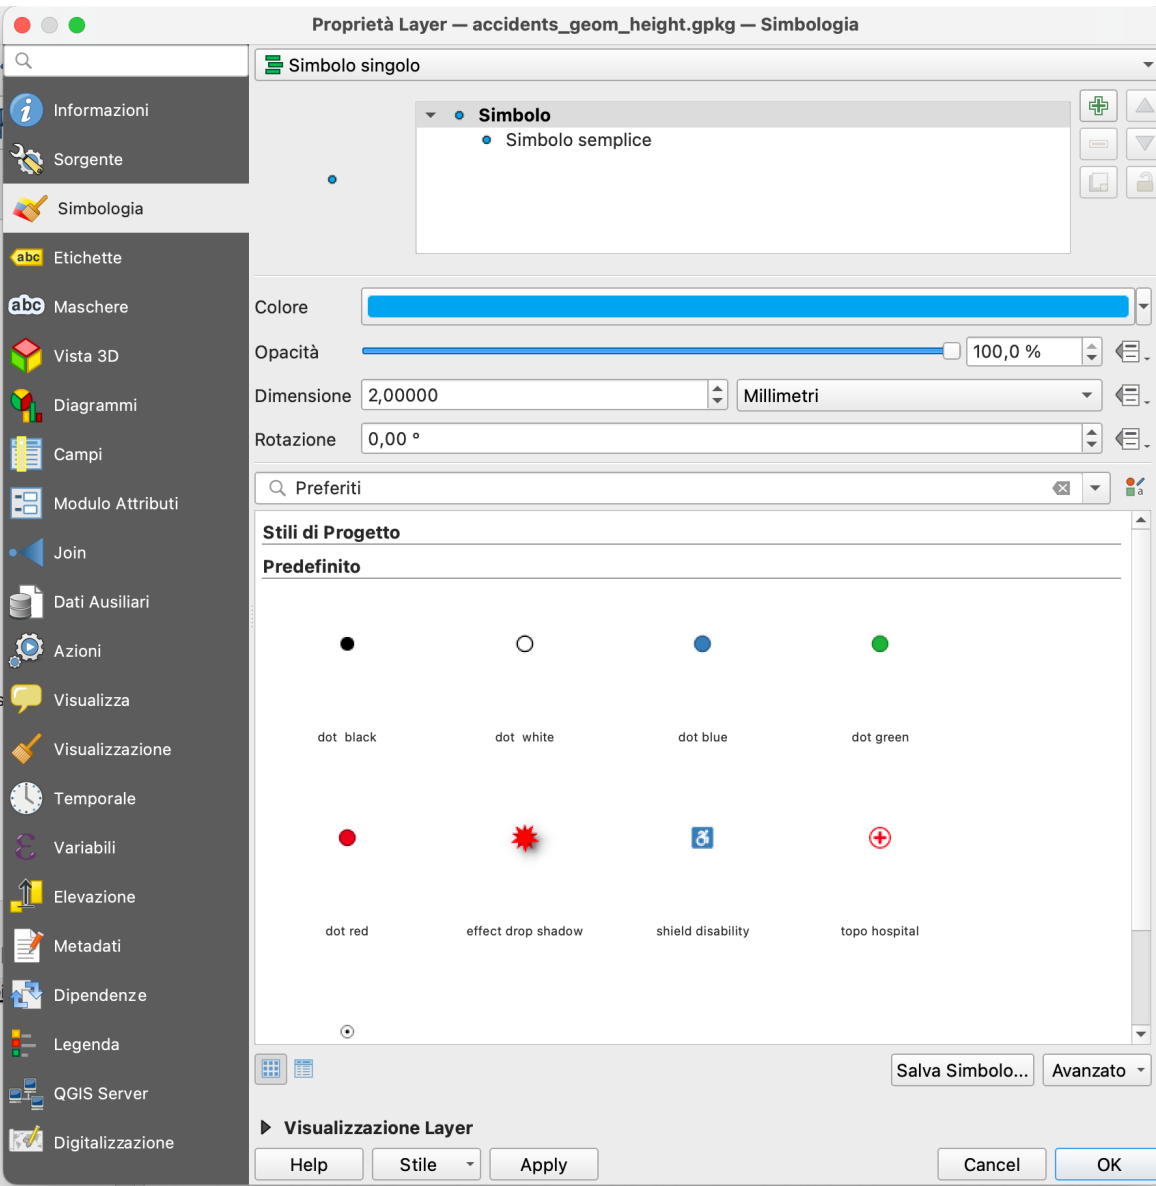 Proprietà Layer — accidents_geom_height.gpkg — Simbologia
Simbolo singolo
Informazioni
Sorgente
Simbologia
abc Etichette
abc Maschere
Vista 3D
Diagrammi
Campi
Modulo Attributi
Join
Dati Ausiliari
Azioni
Visualizza
Visualizzazione
Temporale
Variabili
Elevazione
Metadati
Dipendenze
Legenda
QGIS Server
Digitalizzazione
Simbolo
Simbolo semplice
Colore
Opacità 100,0 %
Dimensione 2,00000 Millimetri
Rotazione 0,00 °
Preferiti
Stili di Progetto
Predefinito
dot black dot white dot blue dot green
dot red effect drop shadow shield disability topo hospital
Salva Simbolo... Avanzato
Visualizzazione Layer
Help Stile Apply Cancel OK